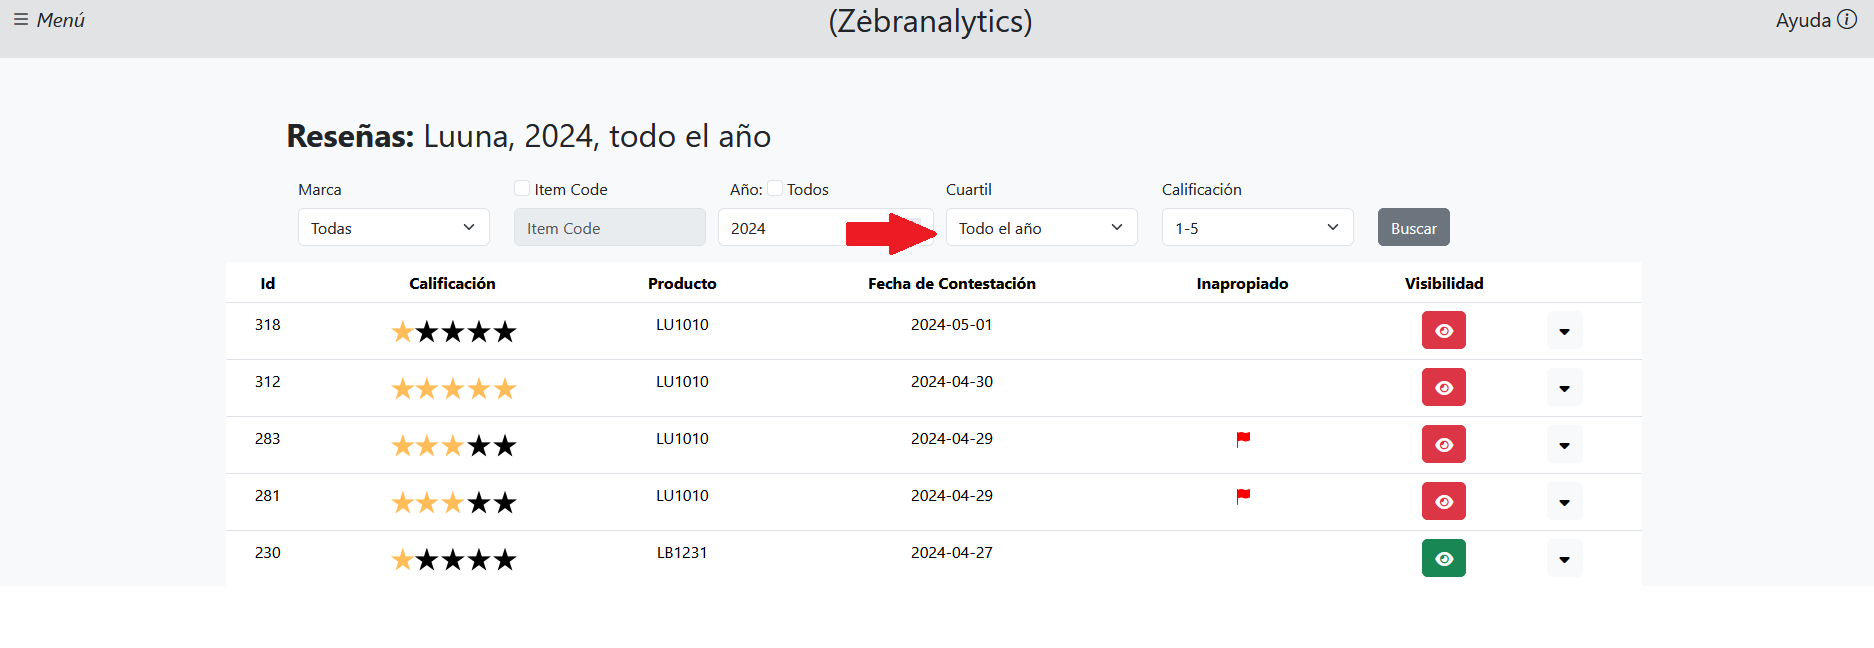 Menú
(Zėbranalytics)
Ayuda
Reseñas: Luuna, 2024, todo el año
Marca
Item Code
Año: Todos
Cuartil
Calificación
Todas
Item Code
2024
Todo el año
1-5
Buscar
Id Calificación Producto Fecha de Contestación Inapropiado Visibilidad
318 LU1010 2024-05-01
312 LU1010 2024-04-30
283 LU1010 2024-04-29
281 LU1010 2024-04-29
230 LB1231 2024-04-27